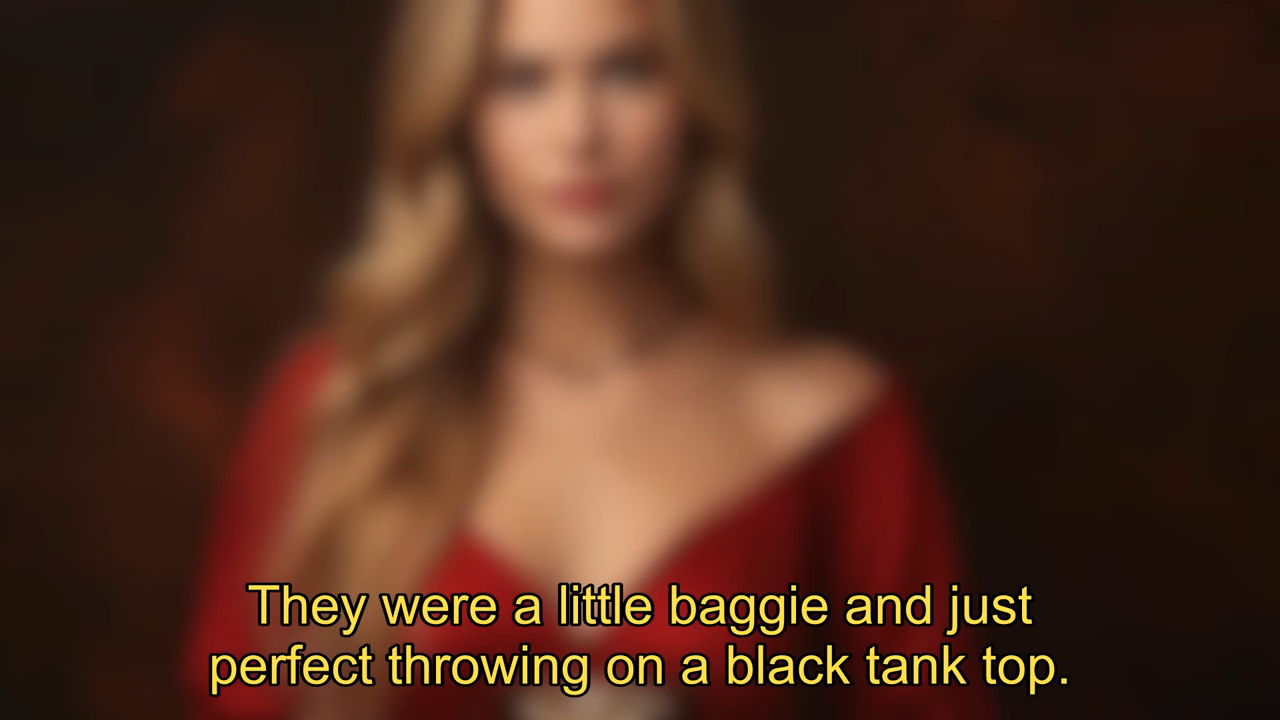 They were a little baggie and just
perfect throwing on a black tank top.